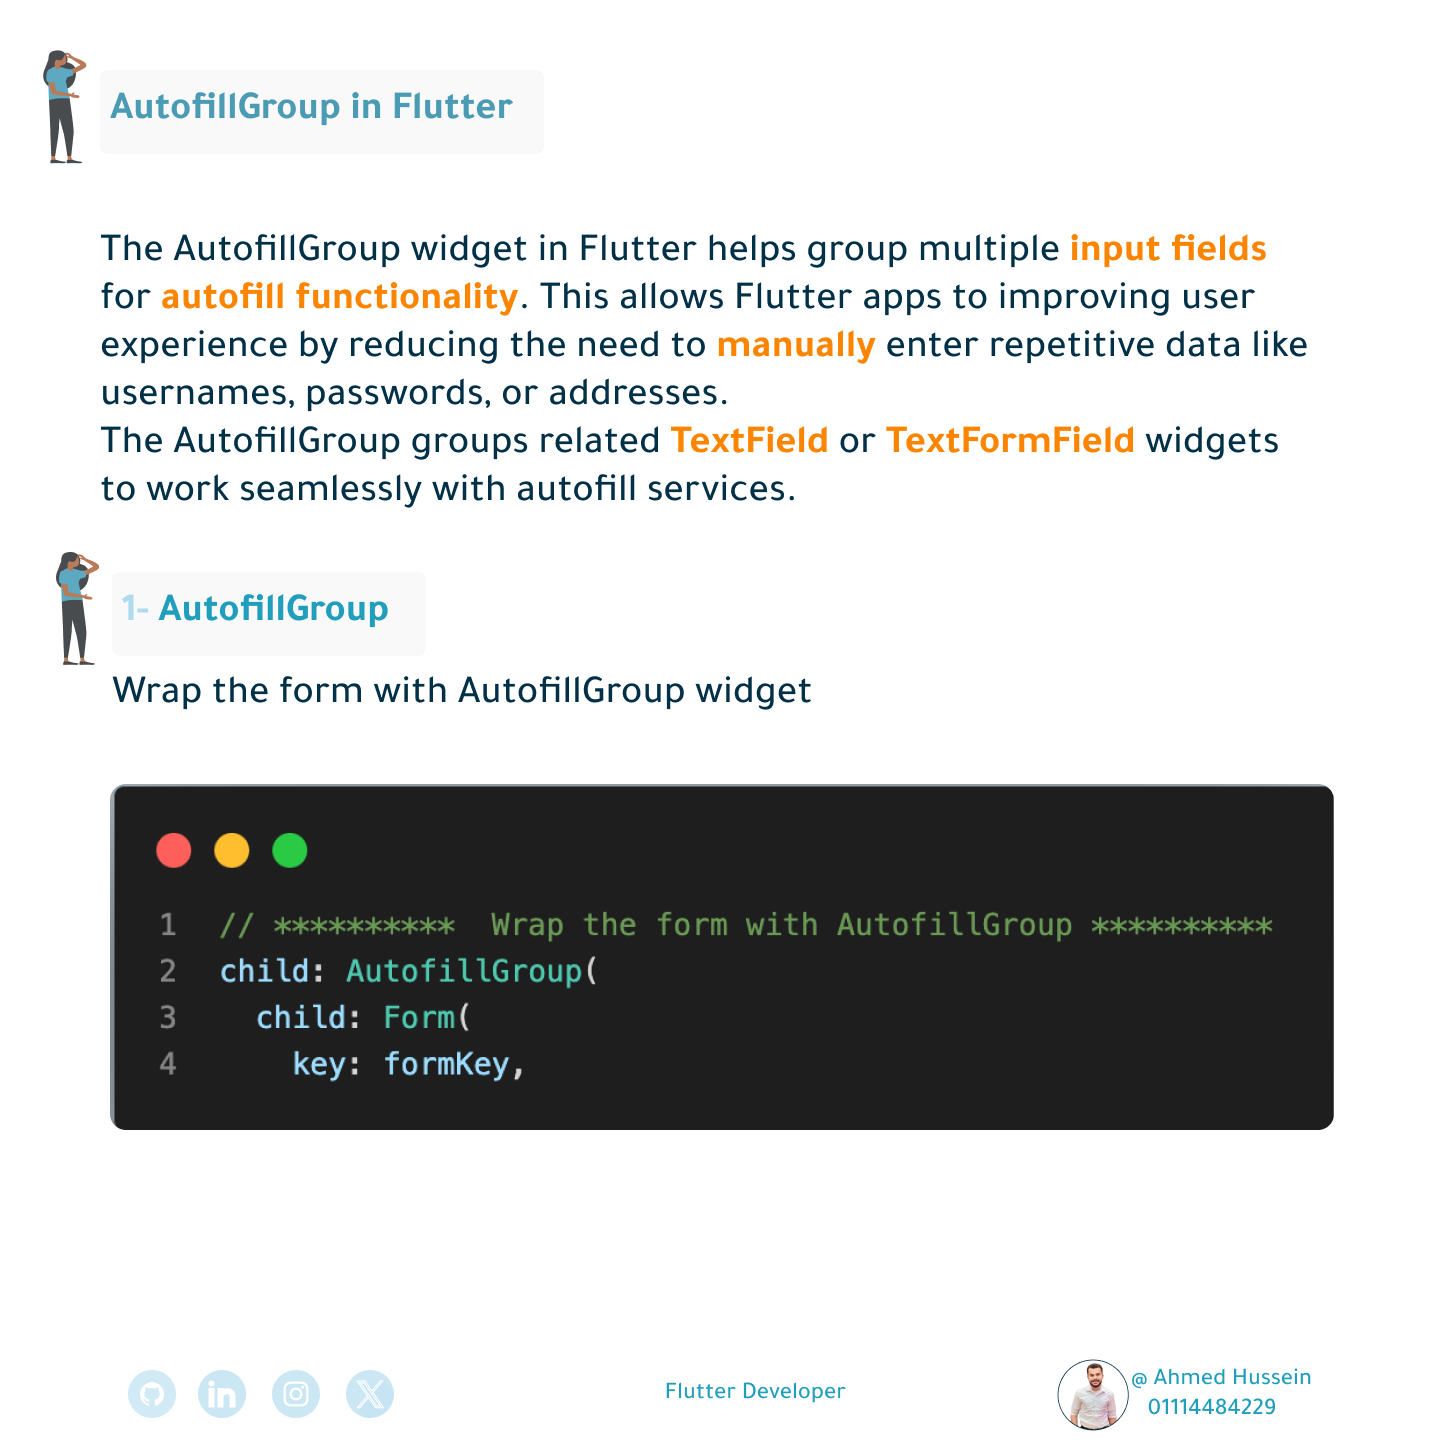 AutofillGroup in Flutter
The AutofillGroup widget in Flutter helps group multiple input fields
for autofill functionality. This allows Flutter apps to improving user
experience by reducing the need to manually enter repetitive data like
usernames, passwords, or addresses.
The AutofillGroup groups related TextField or TextFormField widgets
to work seamlessly with autofill services.
1- AutofillGroup
Wrap the form with AutofillGroup widget
1 // ********** Wrap the form with AutofillGroup **********
2 child: AutofillGroup(
3 child: Form(
4 key: formKey,
in
Flutter Developer
@ Ahmed Hussein
01114484229